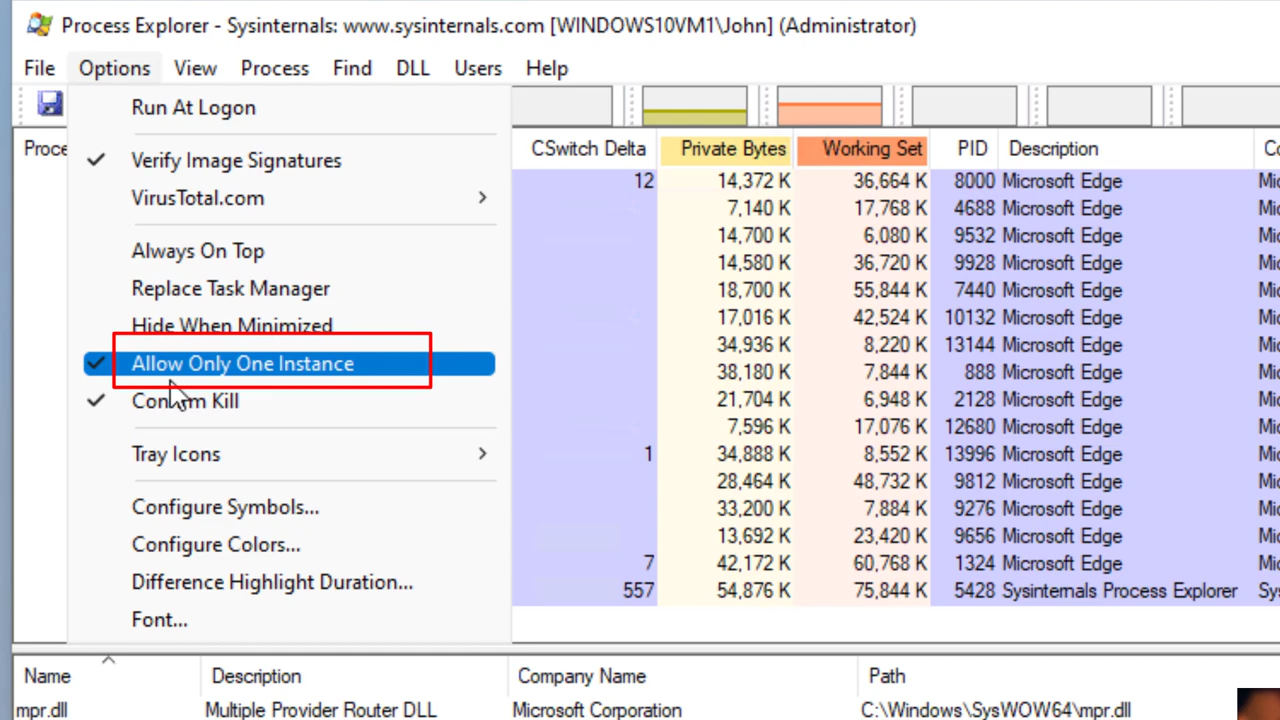 Process Explorer - Sysinternals: www.sysinternals.com [WINDOWS10VM1\John] (Administrator)
File Options View Process Find DLL Users Help
Run At Logon
Verify Image Signatures
VirusTotal.com
Always On Top
Replace Task Manager
Hide When Minimized
Allow Only One Instance
Confirm Kill
Tray Icons
Configure Symbols...
Configure Colors...
Difference Highlight Duration...
Font...
CSwitch Delta Private Bytes Working Set PID Description
12 14,372 K 36,664 K 8000 Microsoft Edge
7,140 K 17,768 K 4688 Microsoft Edge
14,700 K 6,080 K 9532 Microsoft Edge
14,580 K 36,720 K 9928 Microsoft Edge
18,700 K 55,844 K 7440 Microsoft Edge
17,016 K 42,524 K 10132 Microsoft Edge
34,936 K 8,220 K 13144 Microsoft Edge
38,180 K 7,844 K 888 Microsoft Edge
21,704 K 6,948 K 2128 Microsoft Edge
7,596 K 17,076 K 12680 Microsoft Edge
1 34,888 K 8,552 K 13996 Microsoft Edge
28,464 K 48,732 K 9812 Microsoft Edge
33,200 K 7,884 K 9276 Microsoft Edge
13,692 K 23,420 K 9656 Microsoft Edge
7 42,172 K 60,768 K 1324 Microsoft Edge
557 54,876 K 75,844 K 5428 Sysinternals Process Explorer
Name Description Company Name Path
mpr.dll Multiple Provider Router DLL Microsoft Corporation C:\Windows\SysWOW64\mpr.dll